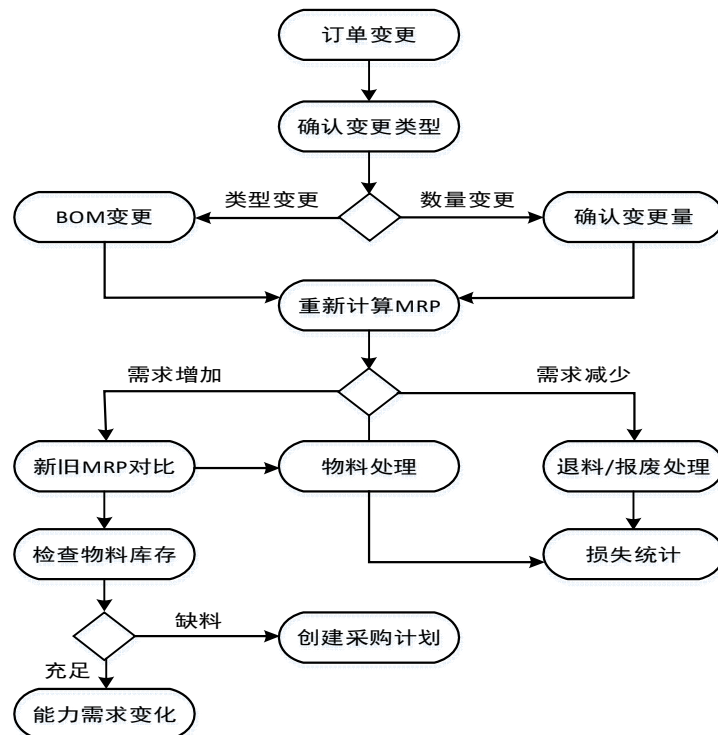 订单变更
确认变更类型
类型变更
数量变更
BOM变更
确认变更量
重新计算MRP
需求增加
需求减少
新旧MRP对比
物料处理
退料/报废处理
检查物料库存
损失统计
缺料
创建采购计划
充足
能力需求变化